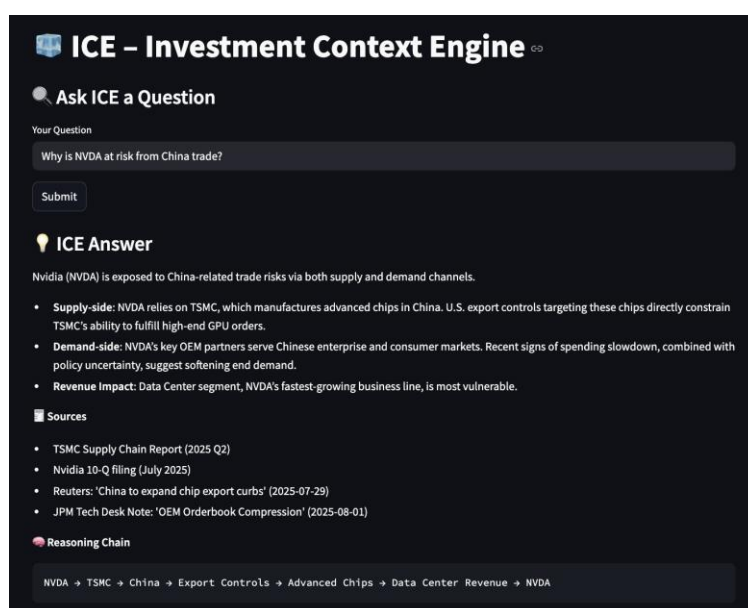 ICE – Investment Context Engine
Ask ICE a Question
Your Question
Why is NVDA at risk from China trade?
Submit
ICE Answer
Nvidia (NVDA) is exposed to China-related trade risks via both supply and demand channels.
• Supply-side: NVDA relies on TSMC, which manufactures advanced chips in China. U.S. export controls targeting these chips directly constrain
TSMC's ability to fulfill high-end GPU orders.
• Demand-side: NVDA's key OEM partners serve Chinese enterprise and consumer markets. Recent signs of spending slowdown, combined with
policy uncertainty, suggest softening end demand.
• Revenue Impact: Data Center segment, NVDA's fastest-growing business line, is most vulnerable.
Sources
• TSMC Supply Chain Report (2025 Q2)
• Nvidia 10-Q filing (July 2025)
• Reuters: 'China to expand chip export curbs' (2025-07-29)
• JPM Tech Desk Note: 'OEM Orderbook Compression' (2025-08-01)
Reasoning Chain
NVDA → TSMC → China → Export Controls → Advanced Chips → Data Center Revenue → NVDA